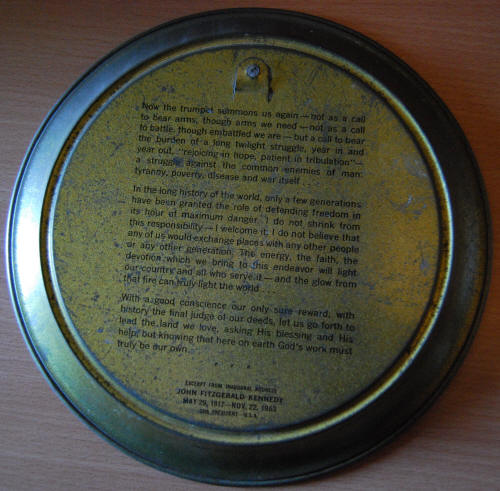 Now the trumpet summons us again — not as a call
to bear arms, though arms we need — not as a call
to battle, though embattled we are — but a call to bear
the burden of a long twilight struggle, year in and
year out, "rejoicing in hope, patient in tribulation" —
a struggle against the common enemies of man:
tyranny, poverty, disease and war itself . . .
In the long history of the world, only a few generations
have been granted the role of defending freedom in
its hour of maximum danger. I do not shrink from
this responsibility — I welcome it. I do not believe that
any of us would exchange places with any other people
or any other generation. The energy, the faith, the
devotion which we bring to this endeavor will light
our country and all who serve it — and the glow from
that fire can truly light the world . . .
With a good conscience our only sure reward, with
history the final judge of our deeds, let us go forth to
lead the land we love, asking His blessing and His
help, but knowing that here on earth God's work must
truly be our own.
EXCERPT FROM INAUGURAL ADDRESS
JOHN FITZGERALD KENNEDY
MAY 29, 1917 — NOV. 22, 1963
35th PRESIDENT — U.S.A.